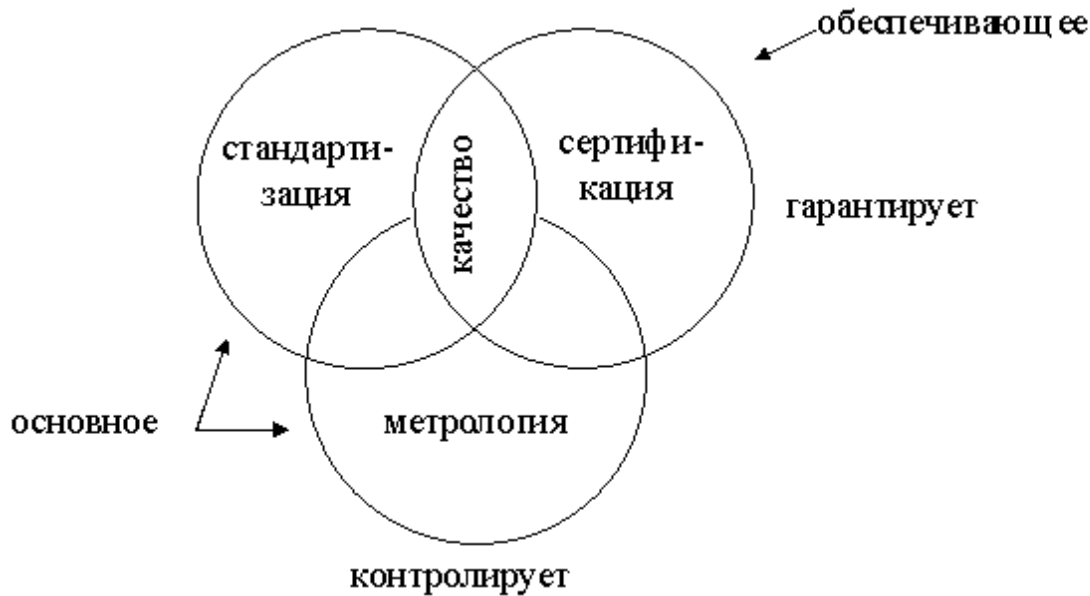 обеспечивающее
стандарти-
зация
качество
сертифи-
кация
гарантирует
основное
метрология
контролирует